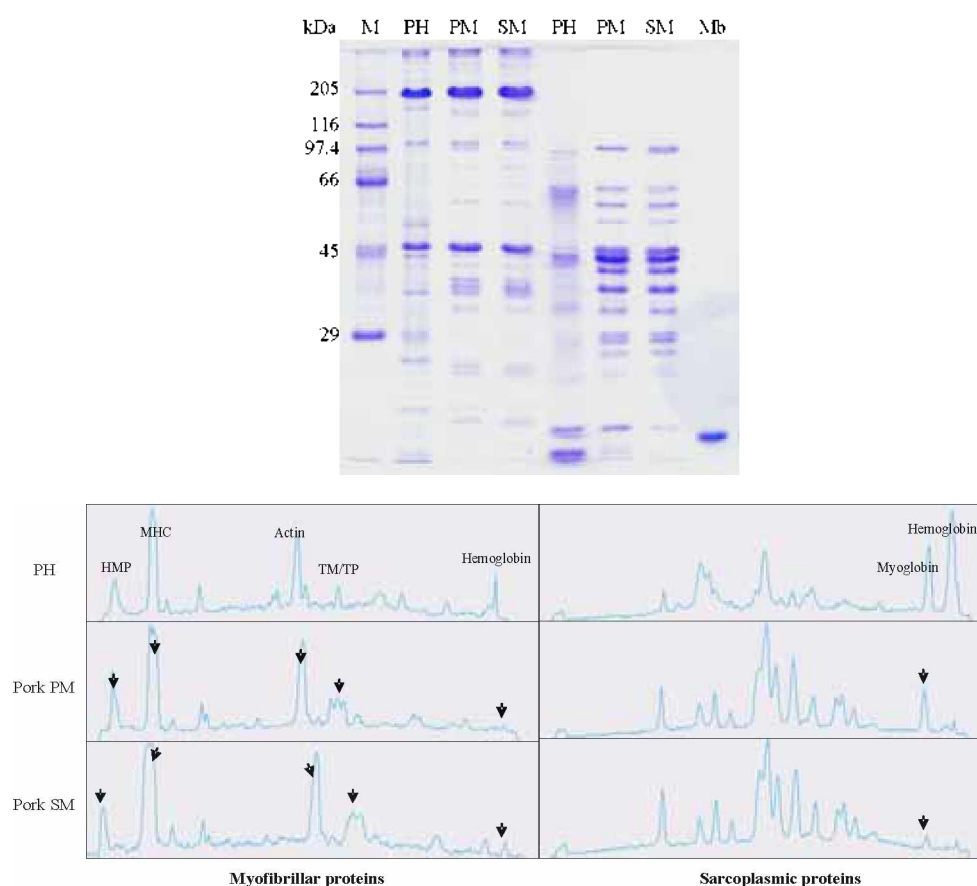 kDa M PH PM SM PH PM SM Mb
205
116
97.4
66
45
29
MHC
Actin
HMP
TM/TP
Hemoglobin
Hemoglobin
Myoglobin
PH
Pork PM
Pork SM
Myofibrillar proteins
Sarcoplasmic proteins